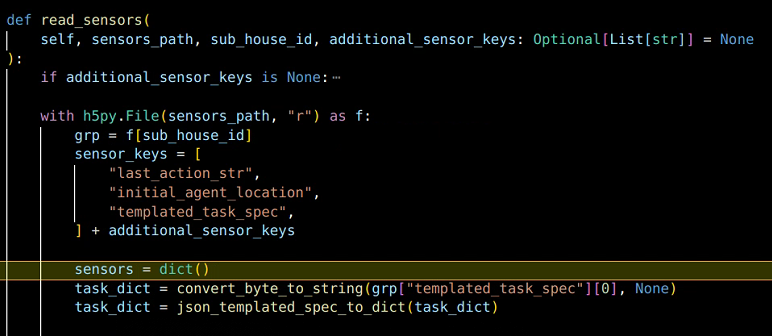 def read_sensors(
    self, sensors_path, sub_house_id, additional_sensor_keys: Optional[List[str]] = None
):
    if additional_sensor_keys is None:⋯

    with h5py.File(sensors_path, "r") as f:
        grp = f[sub_house_id]
        sensor_keys = [
            "last_action_str",
            "initial_agent_location",
            "templated_task_spec",
        ] + additional_sensor_keys

        sensors = dict()
        task_dict = convert_byte_to_string(grp["templated_task_spec"][0], None)
        task_dict = json_templated_spec_to_dict(task_dict)